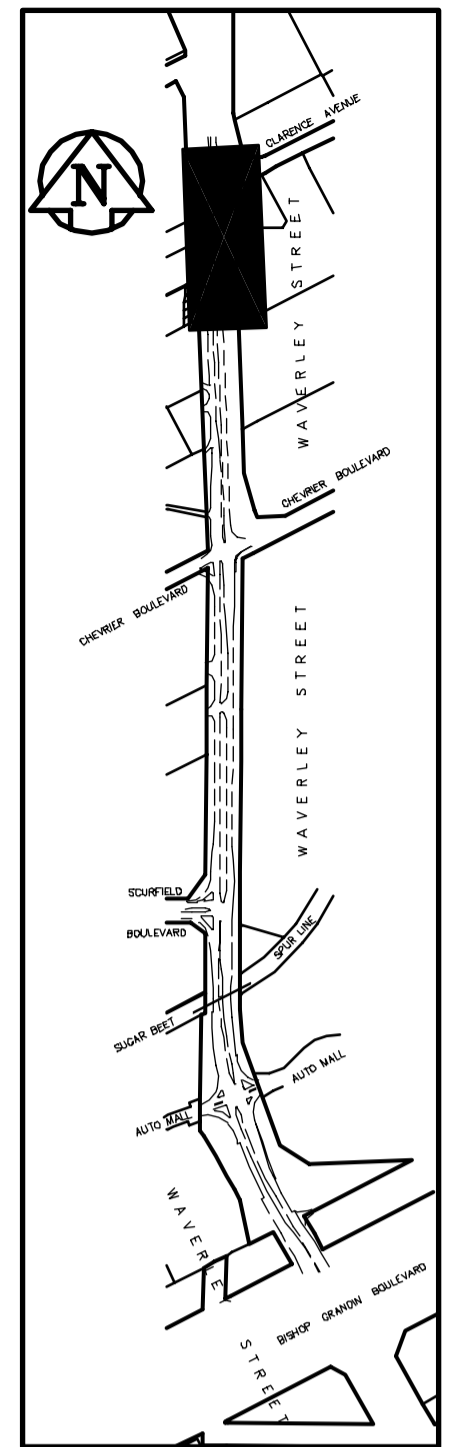 CLARENCE AVENUE
N
WAVERLEY STREET
CHEVRIER BOULEVARD
CHEVRIER BOULEVARD
WAVERLEY STREET
SCURFIELD
BOULEVARD
SPUR LINE
SUGAR BEET
AUTO MALL
AUTO MALL
WAVERLEY
STREET
BISHOP GRANDIN BOULEVARD